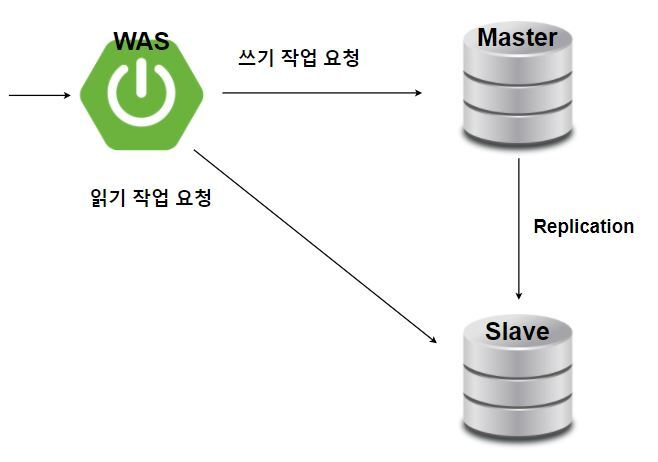 WAS
쓰기 작업 요청
Master
읽기 작업 요청
Replication
Slave